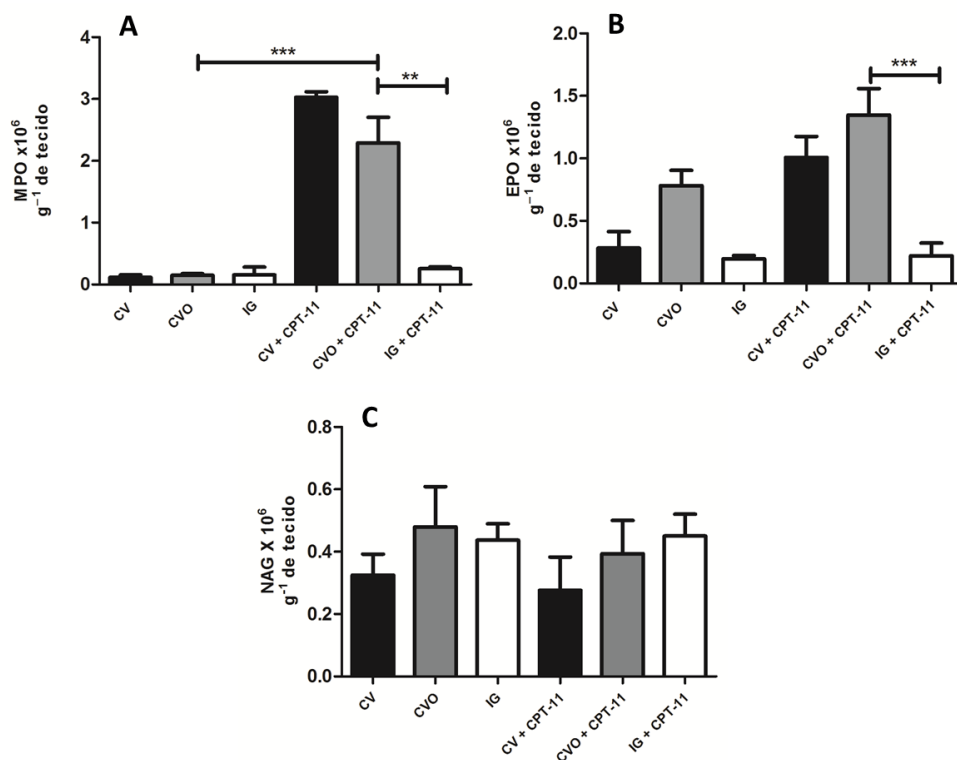 A
MPO x10⁶
g⁻¹ de tecido
4
3
2
1
0
***
**
CV
CVO
IG
CV + CPT-11
CVO + CPT-11
IG + CPT-11
B
EPO x10⁶
g⁻¹ de tecido
2.0
1.5
1.0
0.5
0.0
***
CV
CVO
IG
CV + CPT-11
CVO + CPT-11
IG + CPT-11
C
NAG X 10⁶
g⁻¹ de tecido
0.8
0.6
0.4
0.2
0.0
CV
CVO
IG
CV + CPT-11
CVO + CPT-11
IG + CPT-11